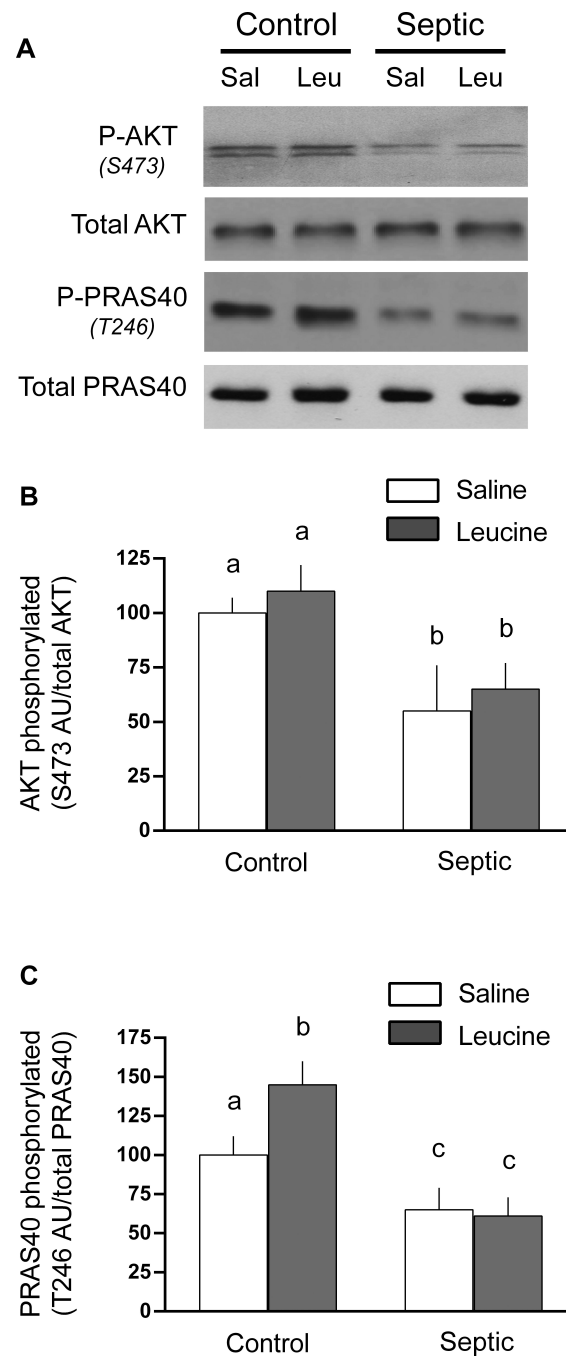 A
Control Septic
Sal Leu Sal Leu
P-AKT
(S473)
Total AKT
P-PRAS40
(T246)
Total PRAS40
B
Saline
Leucine
AKT phosphorylated
(S473 AU/total AKT)
125
100
75
50
25
0
a
a
b
b
Control Septic
C
Saline
Leucine
PRAS40 phosphorylated
(T246 AU/total PRAS40)
175
150
125
100
75
50
25
0
a
b
c
c
Control Septic